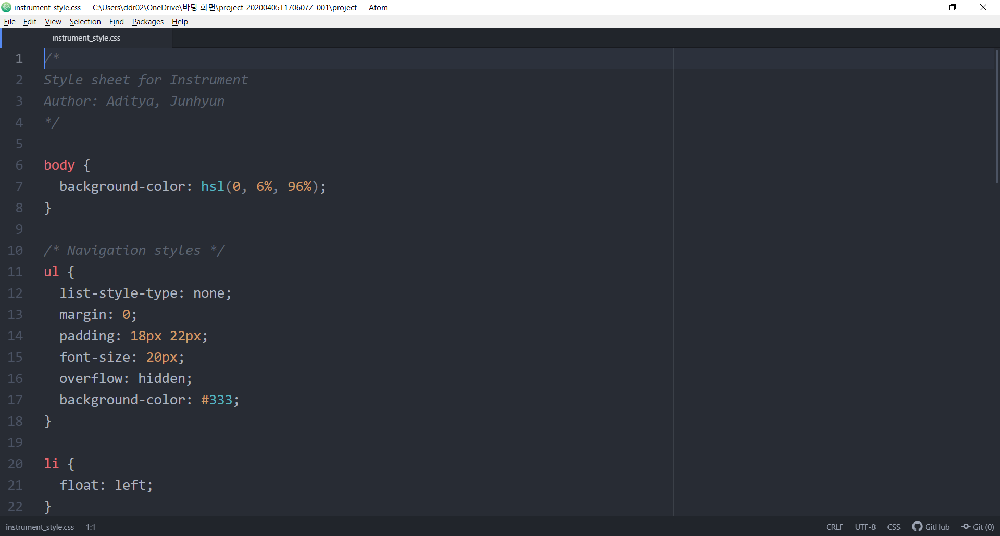 instrument_style.css — C:\Users\ddr02\OneDrive\바탕 화면\project-20200405T170607Z-001\project — Atom
File Edit View Selection Find Packages Help
instrument_style.css
1 /*
2 Style sheet for Instrument
3 Author: Aditya, Junhyun
4 */
5
6 body {
7   background-color: hsl(0, 6%, 96%);
8 }
9
10 /* Navigation styles */
11 ul {
12   list-style-type: none;
13   margin: 0;
14   padding: 18px 22px;
15   font-size: 20px;
16   overflow: hidden;
17   background-color: #333;
18 }
19
20 li {
21   float: left;
22 }
instrument_style.css 1:1 CRLF UTF-8 CSS GitHub Git (0)